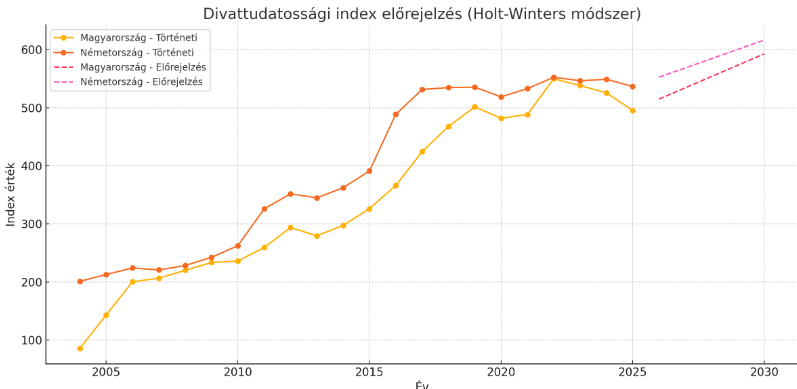 Divattudatossági index előrejelzés (Holt-Winters módszer)
Magyarország - Történeti
Németország - Történeti
Magyarország - Előrejelzés
Németország - Előrejelzés
Index érték
600
500
400
300
200
100
2005
2010
2015
2020
2025
2030
Év